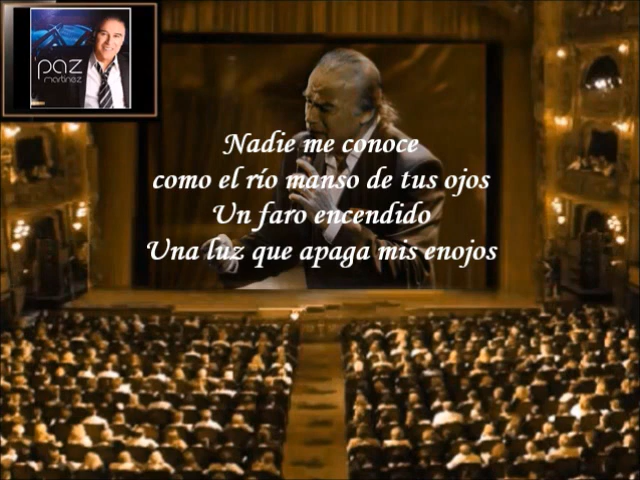 paz
martinez
Nadie me conoce
como el río manso de tus ojos
Un faro encendido
Una luz que apaga mis enojos